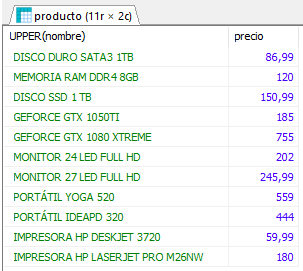 producto (11r × 2c)
UPPER(nombre) precio
DISCO DURO SATA3 1TB 86,99
MEMORIA RAM DDR4 8GB 120
DISCO SSD 1 TB 150,99
GEFORCE GTX 1050TI 185
GEFORCE GTX 1080 XTREME 755
MONITOR 24 LED FULL HD 202
MONITOR 27 LED FULL HD 245,99
PORTÁTIL YOGA 520 559
PORTÁTIL IDEAPD 320 444
IMPRESORA HP DESKJET 3720 59,99
IMPRESORA HP LASERJET PRO M26NW 180